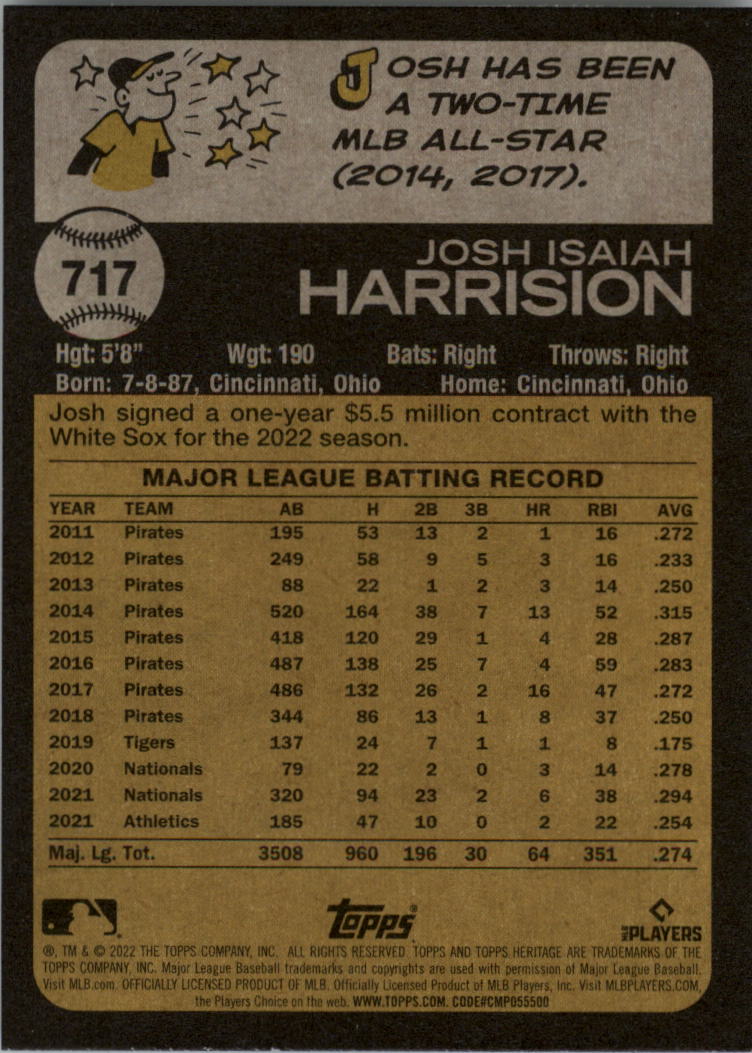 JOSH HAS BEEN
A TWO-TIME
MLB ALL-STAR
(2014, 2017).
717
JOSH ISAIAH
HARRISION
Hgt: 5'8" Wgt: 190 Bats: Right Throws: Right
Born: 7-8-87, Cincinnati, Ohio Home: Cincinnati, Ohio
Josh signed a one-year $5.5 million contract with the
White Sox for the 2022 season.
MAJOR LEAGUE BATTING RECORD
YEAR TEAM AB H 2B 3B HR RBI AVG
2011 Pirates 195 53 13 2 1 16 .272
2012 Pirates 249 58 9 5 3 16 .233
2013 Pirates 88 22 1 2 3 14 .250
2014 Pirates 520 164 38 7 13 52 .315
2015 Pirates 418 120 29 1 4 28 .287
2016 Pirates 487 138 25 7 4 59 .283
2017 Pirates 486 132 26 2 16 47 .272
2018 Pirates 344 86 13 1 8 37 .250
2019 Tigers 137 24 7 1 1 8 .175
2020 Nationals 79 22 2 0 3 14 .278
2021 Nationals 320 94 23 2 6 38 .294
2021 Athletics 185 47 10 0 2 22 .254
Maj. Lg. Tot. 3508 960 196 30 64 351 .274
topps®
MLB PLAYERS
®, TM & © 2022 THE TOPPS COMPANY, INC. ALL RIGHTS RESERVED. TOPPS AND TOPPS HERITAGE ARE TRADEMARKS OF THE
TOPPS COMPANY, INC. Major League Baseball trademarks and copyrights are used with permission of Major League Baseball.
Visit MLB.com. OFFICIALLY LICENSED PRODUCT OF MLB. Officially Licensed Product of MLB Players, Inc. Visit MLBPLAYERS.COM,
the Players Choice on the web. WWW.TOPPS.COM. CODE#CMP055500